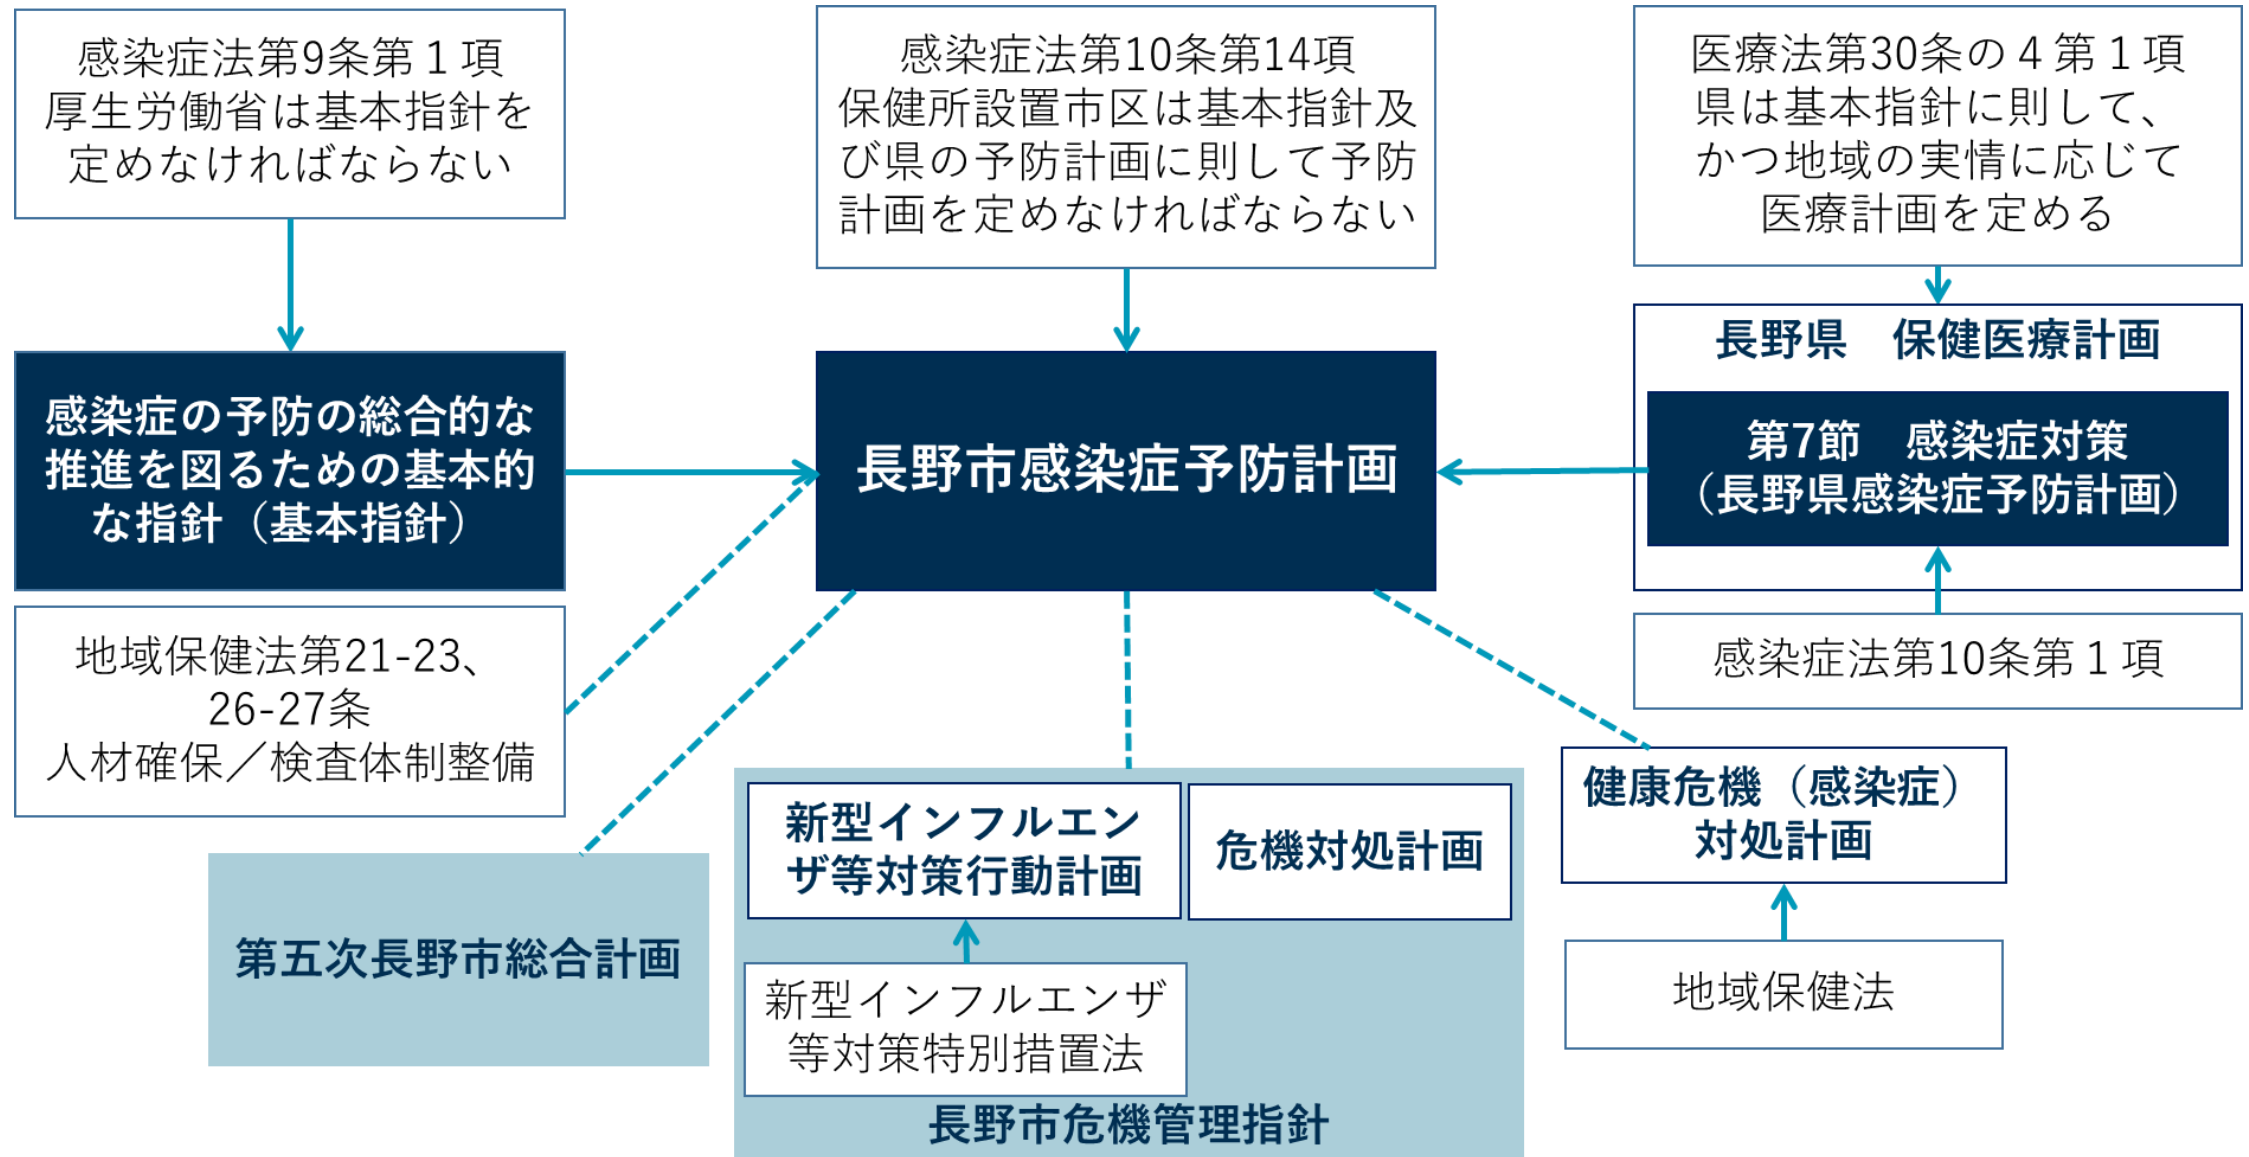 感染症法第9条第１項
厚生労働省は基本指針を
定めなければならない
感染症法第10条第14項
保健所設置市区は基本指針及
び県の予防計画に則して予防
計画を定めなければならない
医療法第30条の４第１項
県は基本指針に則して、
かつ地域の実情に応じて
医療計画を定める
感染症の予防の総合的な
推進を図るための基本的
な指針（基本指針）
長野市感染症予防計画
長野県　保健医療計画
第7節　感染症対策
（長野県感染症予防計画）
地域保健法第21-23、
26-27条
人材確保／検査体制整備
感染症法第10条第１項
第五次長野市総合計画
新型インフルエン
ザ等対策行動計画
危機対処計画
新型インフルエンザ
等対策特別措置法
長野市危機管理指針
健康危機（感染症）
対処計画
地域保健法